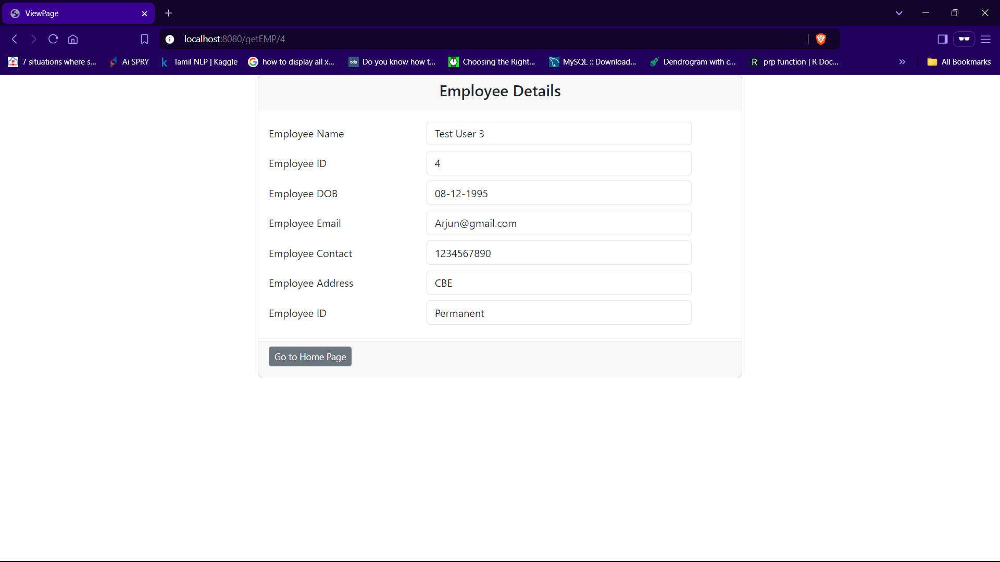 ViewPage
localhost:8080/getEMP/4
7 situations where s... Ai SPRY k Tamil NLP | Kaggle how to display all x... tds Do you know how t... Choosing the Right... MySQL :: Download... Dendrogram with c... R prp function | R Doc... » All Bookmarks
Employee Details
Employee Name Test User 3
Employee ID 4
Employee DOB 08-12-1995
Employee Email Arjun@gmail.com
Employee Contact 1234567890
Employee Address CBE
Employee ID Permanent
Go to Home Page